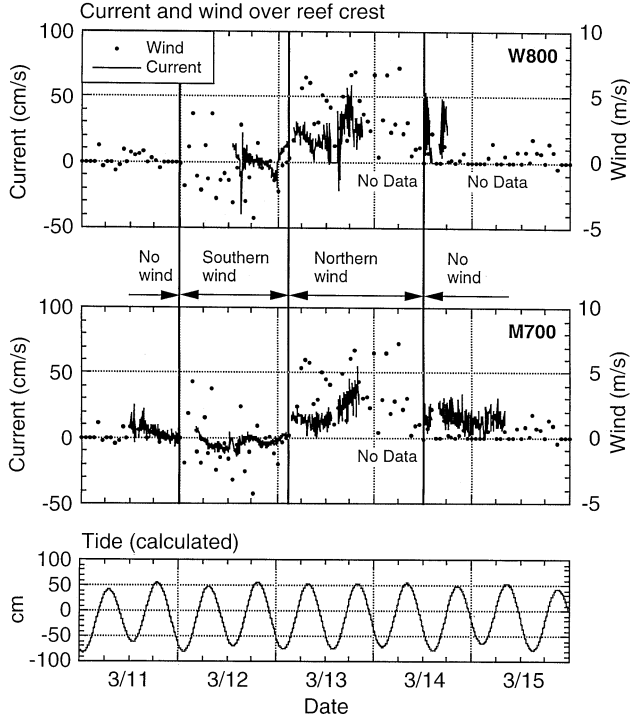 Current and wind over reef crest
100
10
Wind
Current
W800
50
5
0
0
No Data
No Data
-50
-5
Current (cm/s)
Wind (m/s)
No wind
Southern wind
Northern wind
No wind
100
10
M700
50
5
0
0
No Data
-50
-5
Current (cm/s)
Wind (m/s)
Tide (calculated)
100
50
0
-50
-100
cm
3/11
3/12
3/13
3/14
3/15
Date